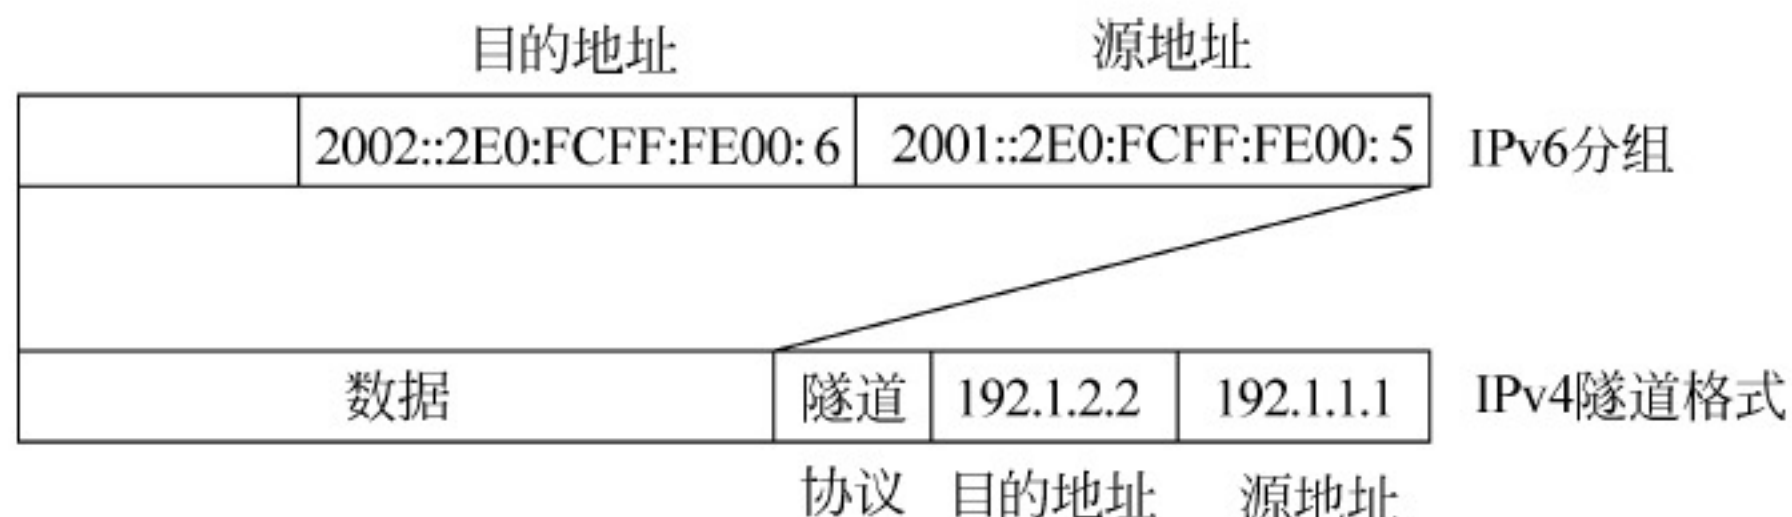 目的地址 源地址
2002::2E0:FCFF:FE00:6 2001::2E0:FCFF:FE00:5 IPv6分组
数据 隧道 192.1.2.2 192.1.1.1 IPv4隧道格式
协议 目的地址 源地址